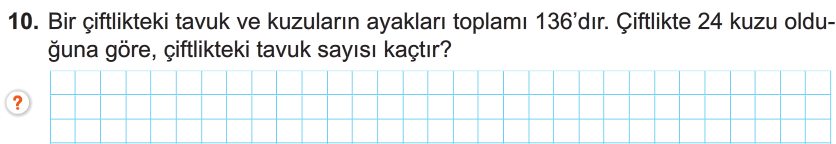 10. Bir çiftlikteki tavuk ve kuzuların ayakları toplamı 136’dır. Çiftlikte 24 kuzu oldu-
ğuna göre, çiftlikteki tavuk sayısı kaçtır?
?